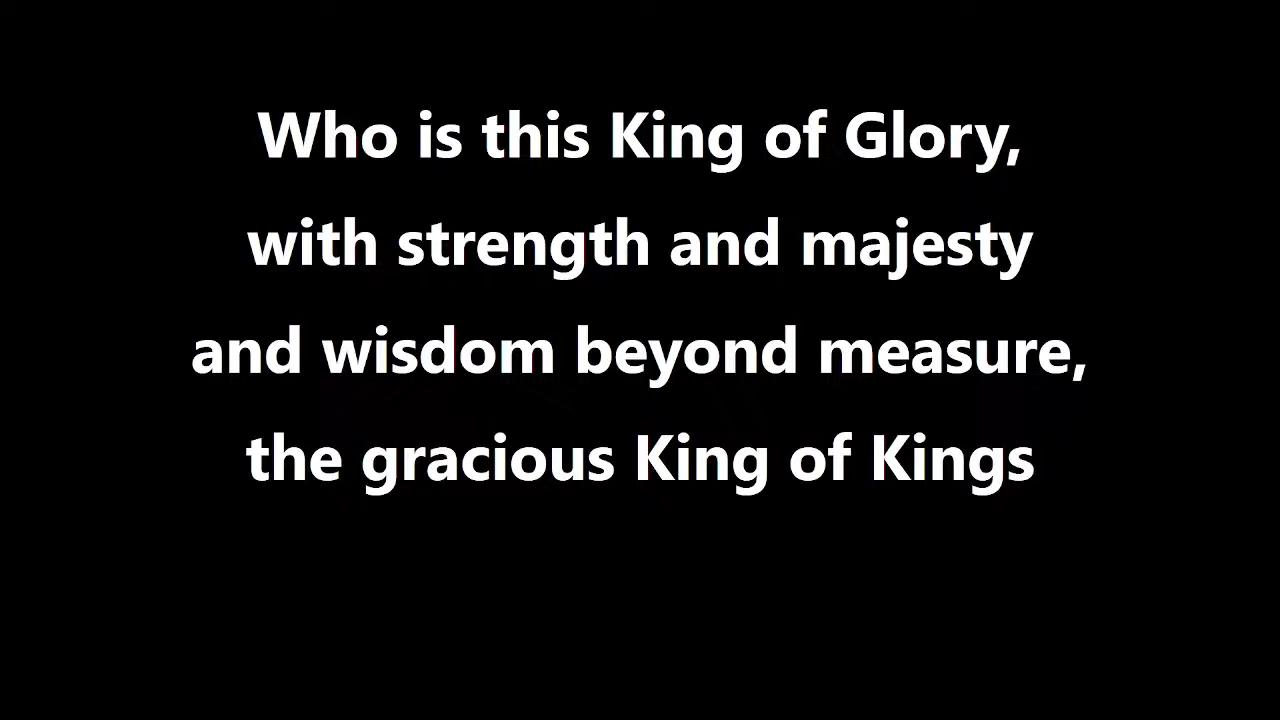 Who is this King of Glory,
with strength and majesty
and wisdom beyond measure,
the gracious King of Kings